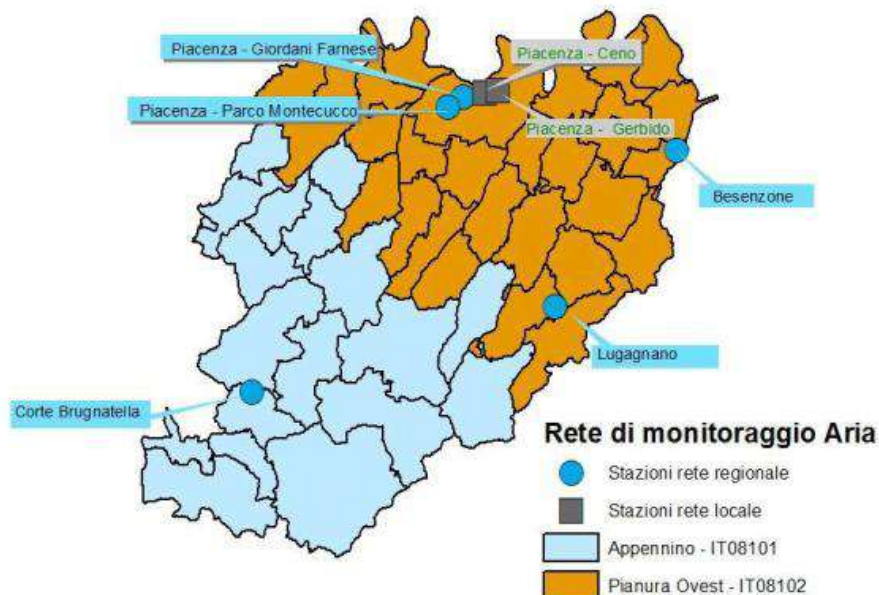 Piacenza - Giordani Farnese
Piacenza - Ceno
Piacenza - Parco Montecucco
Piacenza - Gerbido
Besenzone
Lugagnano
Corte Brugnatella
Rete di monitoraggio Aria
Stazioni rete regionale
Stazioni rete locale
Appennino - IT08101
Pianura Ovest - IT08102